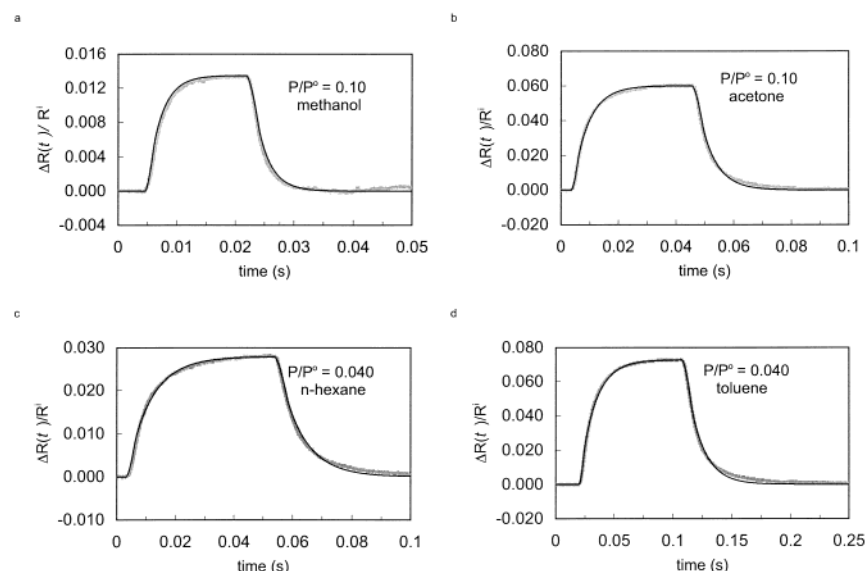 a
0.016
0.012
0.008
0.004
0.000
-0.004
ΔR(t)/ Rⁱ
P/P° = 0.10
methanol
0 0.01 0.02 0.03 0.04 0.05
time (s)
b
0.080
0.060
0.040
0.020
0.000
-0.020
ΔR(t)/Rⁱ
P/P° = 0.10
acetone
0 0.02 0.04 0.06 0.08 0.1
time (s)
c
0.030
0.020
0.010
0.000
-0.010
ΔR(t)/Rⁱ
P/P° = 0.040
n-hexane
0 0.02 0.04 0.06 0.08 0.1
time (s)
d
0.080
0.060
0.040
0.020
0.000
-0.020
ΔR(t)/Rⁱ
P/P° = 0.040
toluene
0 0.05 0.1 0.15 0.2 0.25
time (s)